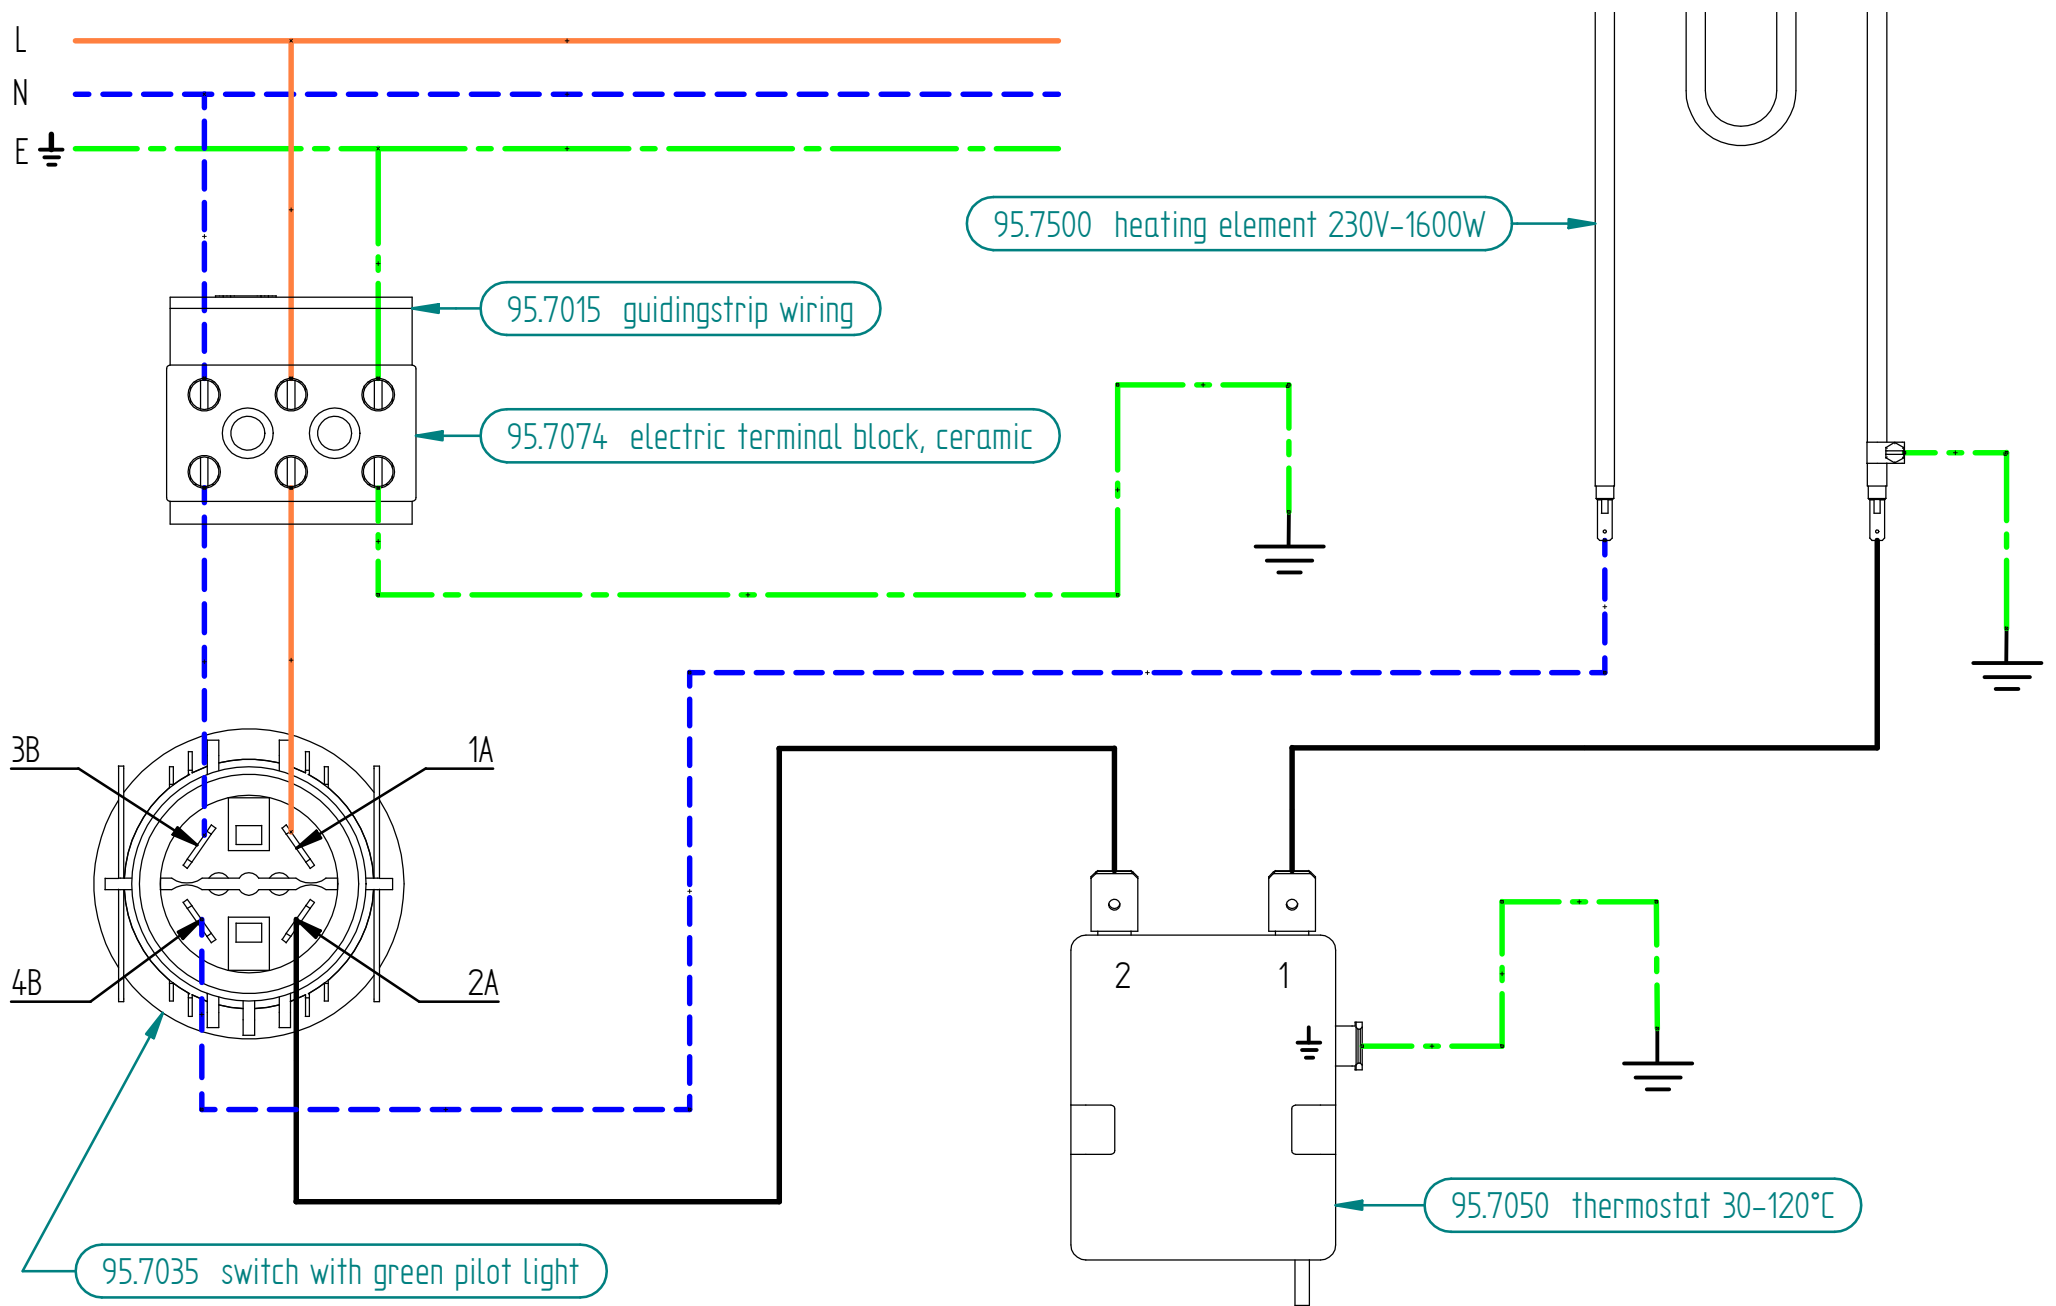 L
N
E
95.7500 heating element 230V-1600W
95.7015 guidingstrip wiring
95.7074 electric terminal block, ceramic
3B
1A
4B
2A
2
1
95.7050 thermostat 30-120°C
95.7035 switch with green pilot light